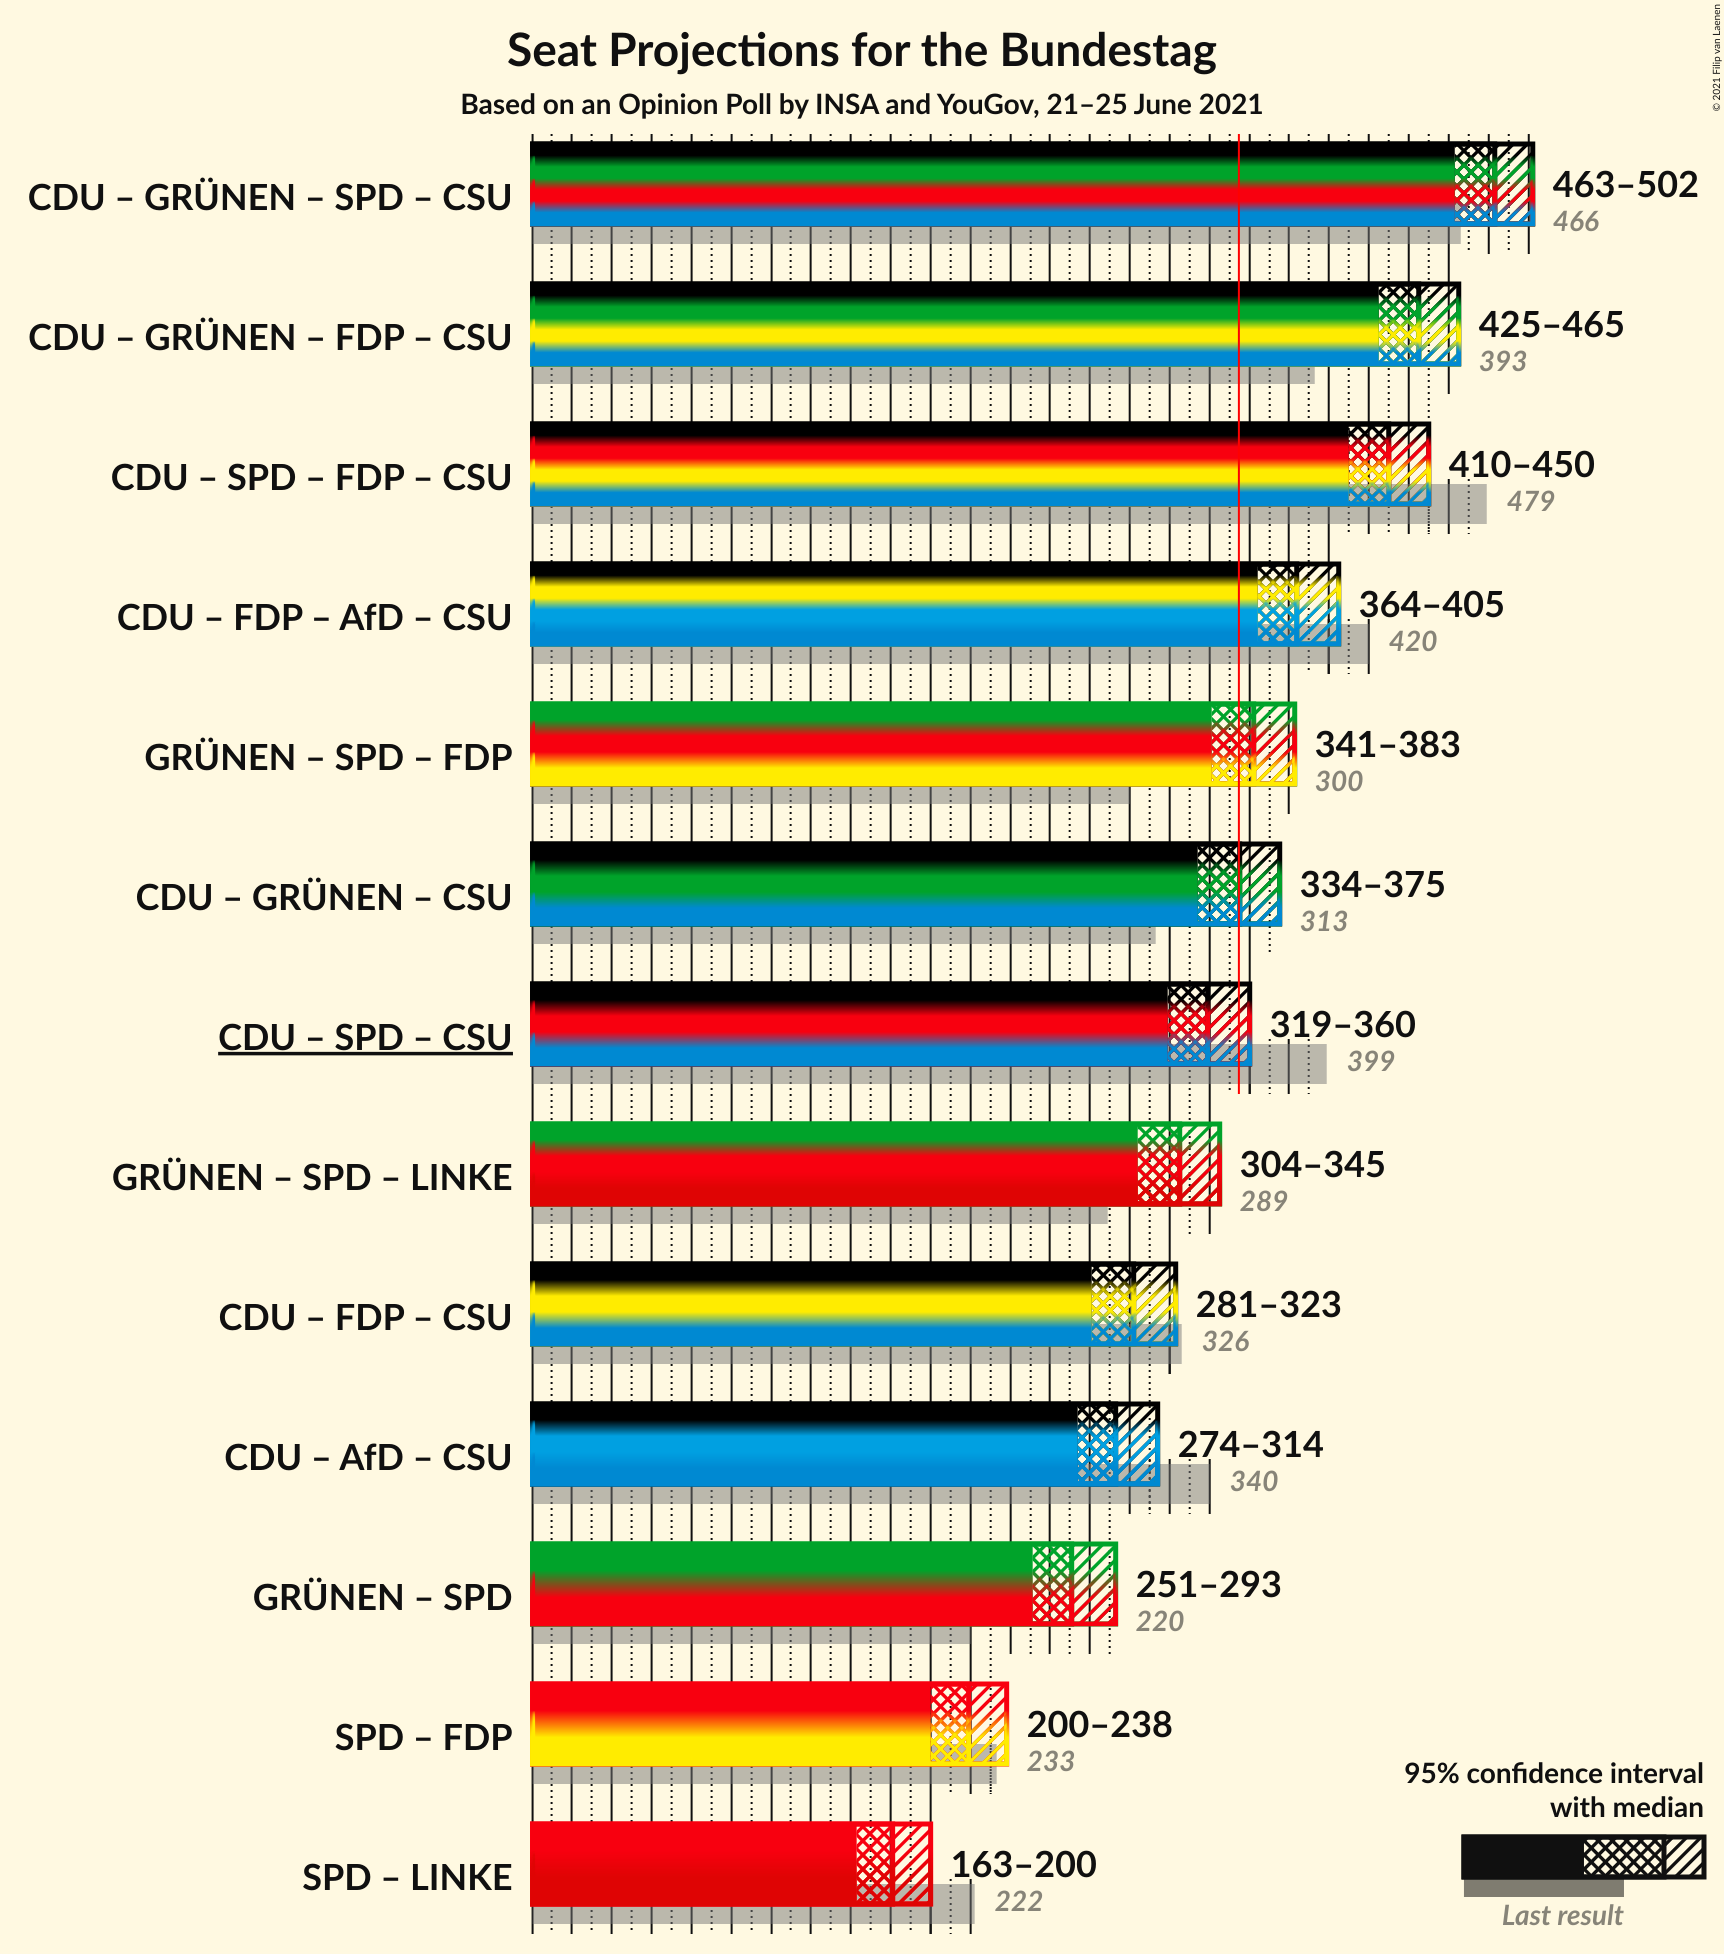 Seat Projections for the Bundestag
Based on an Opinion Poll by INSA and YouGov, 21–25 June 2021
© 2021 Filip van Laenen
CDU – GRÜNEN – SPD – CSU
463–502
466
CDU – GRÜNEN – FDP – CSU
425–465
393
CDU – SPD – FDP – CSU
410–450
479
CDU – FDP – AfD – CSU
364–405
420
GRÜNEN – SPD – FDP
341–383
300
CDU – GRÜNEN – CSU
334–375
313
CDU – SPD – CSU
319–360
399
GRÜNEN – SPD – LINKE
304–345
289
CDU – FDP – CSU
281–323
326
CDU – AfD – CSU
274–314
340
GRÜNEN – SPD
251–293
220
SPD – FDP
200–238
233
SPD – LINKE
163–200
222
95% confidence interval
with median
Last result